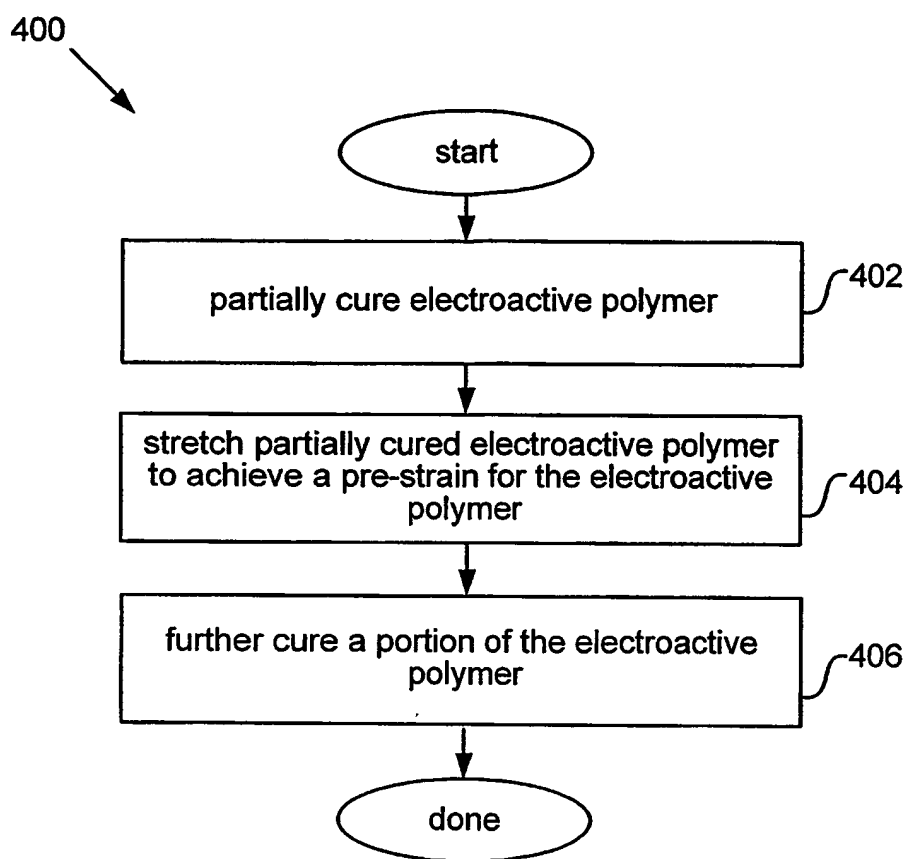 400
start
partially cure electroactive polymer
402
stretch partially cured electroactive polymer
to achieve a pre-strain for the electroactive
polymer
404
further cure a portion of the electroactive
polymer
406
done